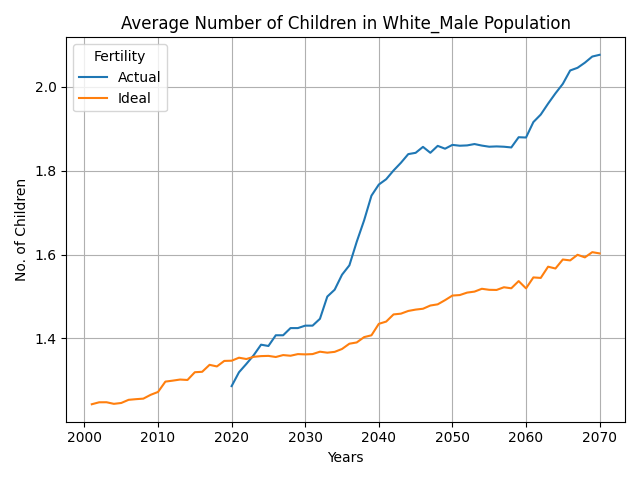 Average Number of Children in White_Male Population
Fertility
Actual
Ideal
No. of Children
2.0
1.8
1.6
1.4
2000 2010 2020 2030 2040 2050 2060 2070
Years